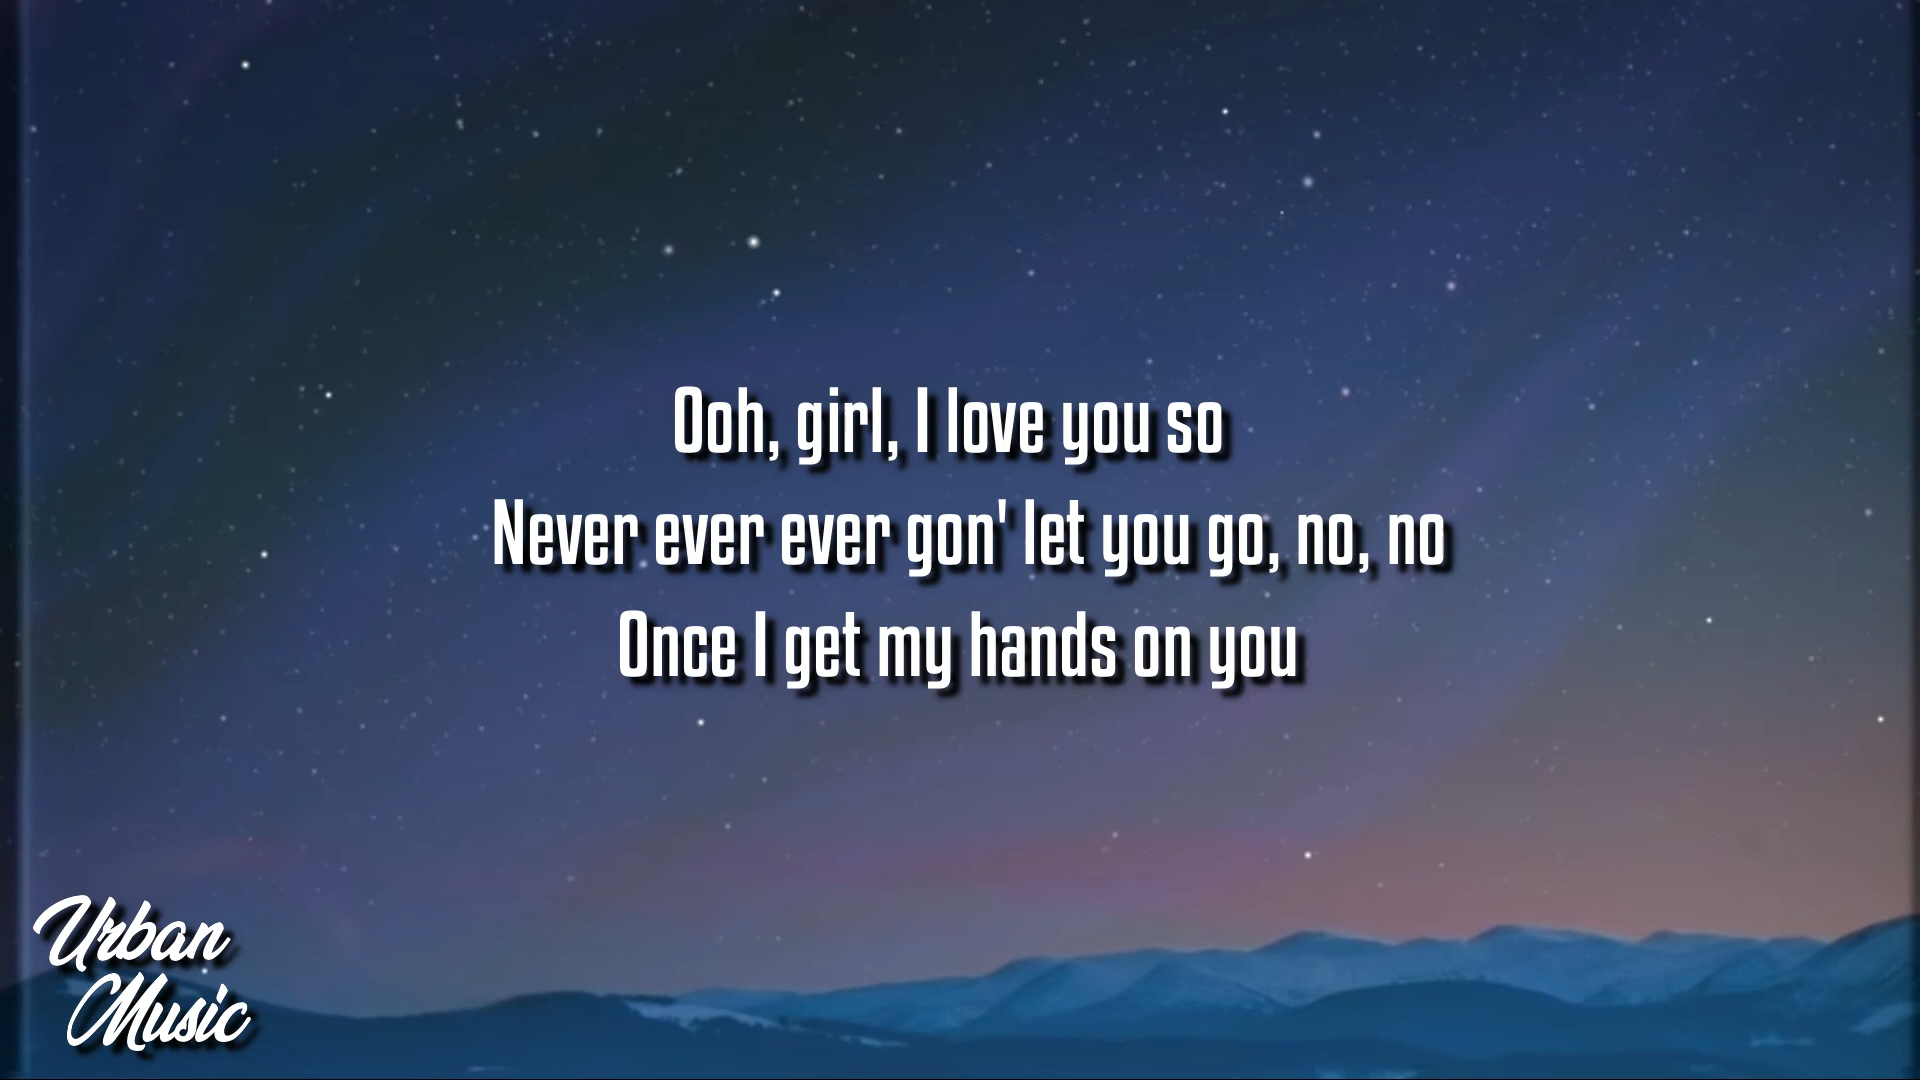 Ooh, girl, I love you so
Never ever ever gon' let you go, no, no
Once I get my hands on you
Urban
Music